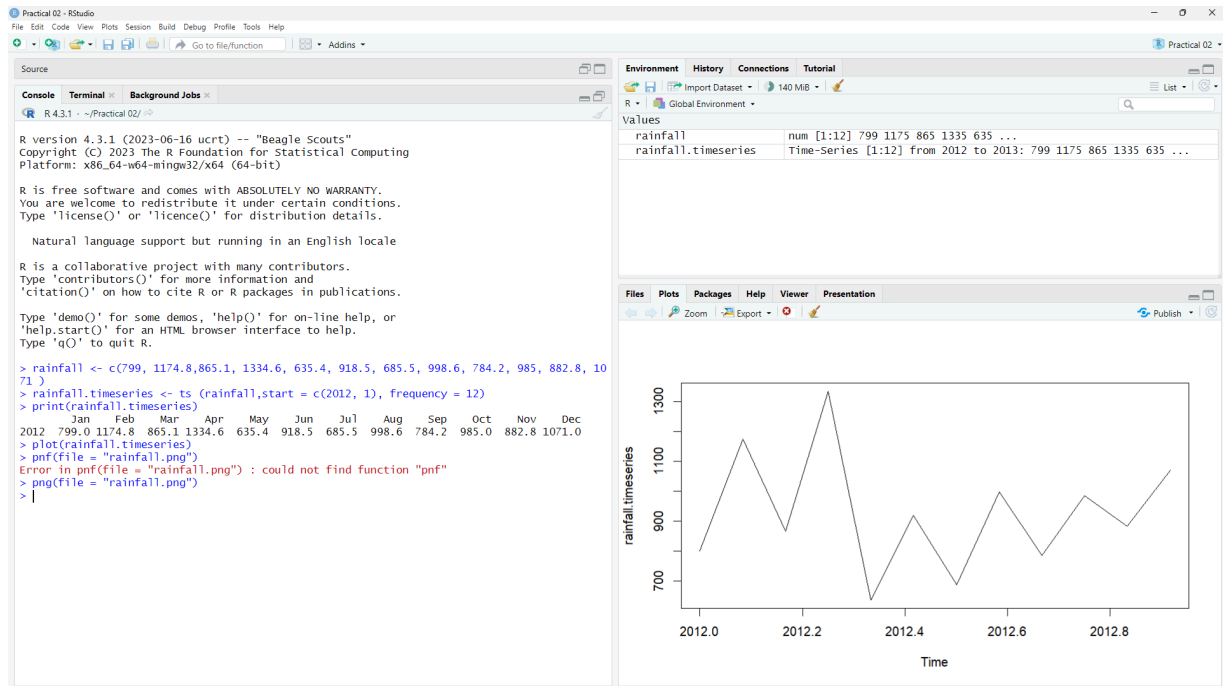 Practical 02 - RStudio
File Edit Code View Plots Session Build Debug Profile Tools Help
Go to file/function Addins Practical 02
Source
Console Terminal Background Jobs
R 4.3.1 · ~/Practical 02/
R version 4.3.1 (2023-06-16 ucrt) -- "Beagle Scouts"
Copyright (C) 2023 The R Foundation for Statistical Computing
Platform: x86_64-w64-mingw32/x64 (64-bit)
R is free software and comes with ABSOLUTELY NO WARRANTY.
You are welcome to redistribute it under certain conditions.
Type 'license()' or 'licence()' for distribution details.
Natural language support but running in an English locale
R is a collaborative project with many contributors.
Type 'contributors()' for more information and
'citation()' on how to cite R or R packages in publications.
Type 'demo()' for some demos, 'help()' for on-line help, or
'help.start()' for an HTML browser interface to help.
Type 'q()' to quit R.
> rainfall <- c(799, 1174.8,865.1, 1334.6, 635.4, 918.5, 685.5, 998.6, 784.2, 985, 882.8, 10
71 )
> rainfall.timeseries <- ts (rainfall,start = c(2012, 1), frequency = 12)
> print(rainfall.timeseries)
Jan Feb Mar Apr May Jun Jul Aug Sep Oct Nov Dec
2012 799.0 1174.8 865.1 1334.6 635.4 918.5 685.5 998.6 784.2 985.0 882.8 1071.0
> plot(rainfall.timeseries)
> pnf(file = "rainfall.png")
Error in pnf(file = "rainfall.png") : could not find function "pnf"
> png(file = "rainfall.png")
>
Environment History Connections Tutorial
Import Dataset 140 MiB List
R Global Environment
Values
rainfall num [1:12] 799 1175 865 1335 635 ...
rainfall.timeseries Time-Series [1:12] from 2012 to 2013: 799 1175 865 1335 635 ...
Files Plots Packages Help Viewer Presentation
Zoom Export Publish
rainfall.timeseries
1300
1100
900
700
2012.0 2012.2 2012.4 2012.6 2012.8
Time